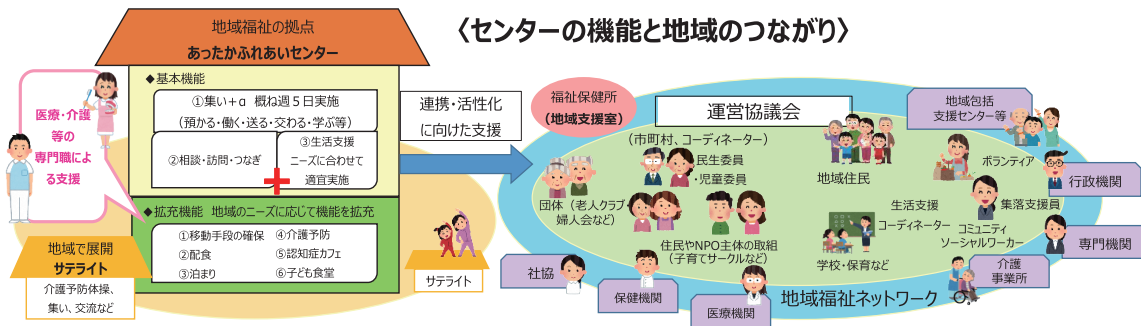 〈センターの機能と地域のつながり〉
地域福祉の拠点
あったかふれあいセンター
◆基本機能
①集い+α 概ね週5日実施
(預かる・働く・送る・交わる・学ぶ等)
②相談・訪問・つなぎ
③生活支援
ニーズに合わせて
適宜実施
◆拡充機能 地域のニーズに応じて機能を拡充
①移動手段の確保
②配食
③泊まり
④介護予防
⑤認知症カフェ
⑥子ども食堂
医療・介護
等の
専門職によ
る支援
地域で展開
サテライト
介護予防体操、
集い、交流など
サテライト
連携・活性化
に向けた支援
福祉保健所
(地域支援室)
運営協議会
(市町村、コーディネーター)
民生委員
・児童委員
団体(老人クラブ・
婦人会など)
住民やNPO主体の取組
(子育てサークルなど)
地域住民
ボランティア
生活支援
コーディネーター
集落支援員
コミュニティ
ソーシャルワーカー
学校・保育など
地域包括
支援センター等
行政機関
専門機関
介護
事業所
医療機関
保健機関
社協
地域福祉ネットワーク